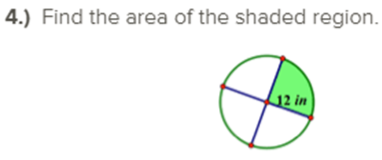 4.) Find the area of the shaded region.
12 in